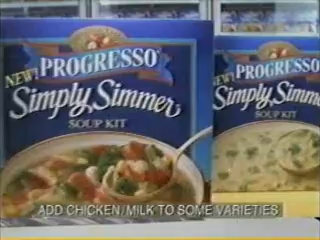 NEW! PROGRESSO
Simply Simmer
SOUP KIT
NEW! PROGRESSO
Simply Simme
SOUP KIT
ADD CHICKEN/MILK TO SOME VARIETIES